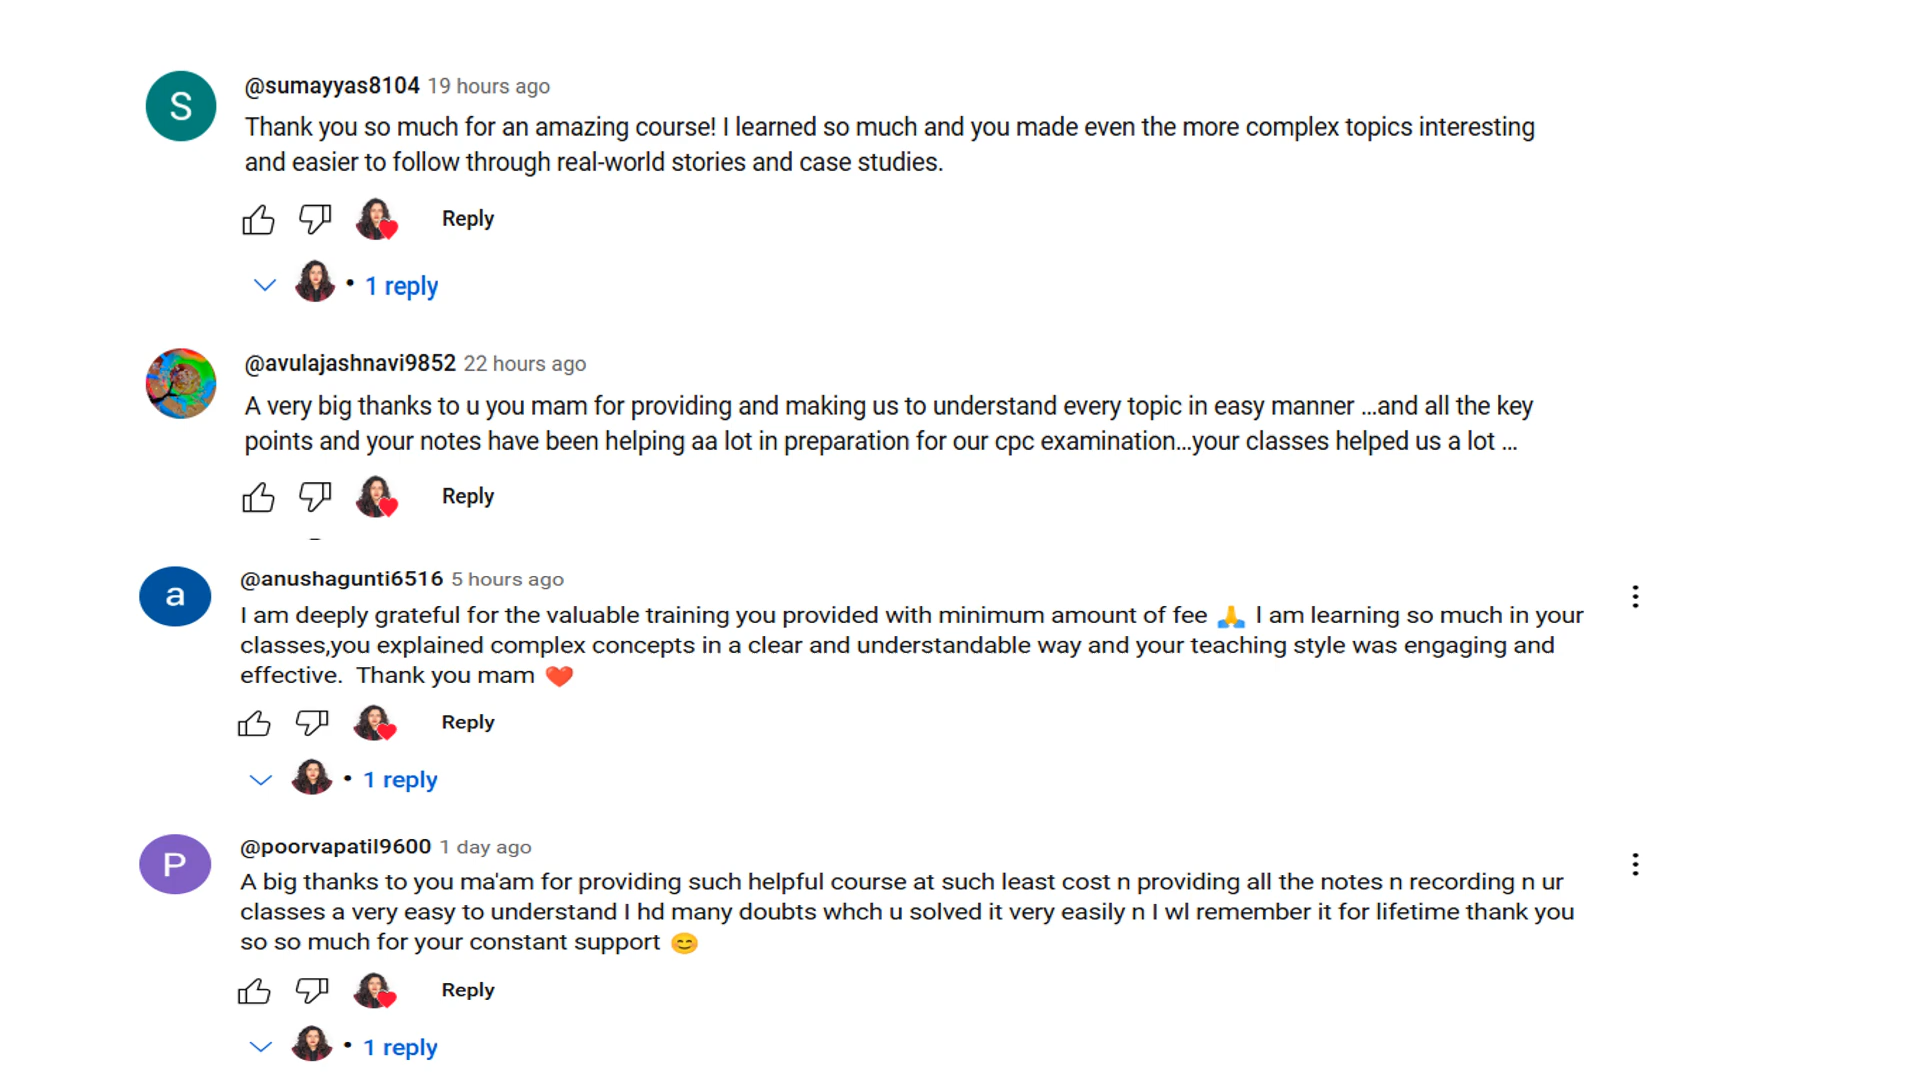 S
@sumayyas8104 19 hours ago
Thank you so much for an amazing course! I learned so much and you made even the more complex topics interesting
and easier to follow through real-world stories and case studies.
Reply
• 1 reply
@avulajashnavi9852 22 hours ago
A very big thanks to u you mam for providing and making us to understand every topic in easy manner ...and all the key
points and your notes have been helping aa lot in preparation for our cpc examination...your classes helped us a lot ...
Reply
a
@anushagunti6516 5 hours ago
I am deeply grateful for the valuable training you provided with minimum amount of fee 🙏 I am learning so much in your
classes,you explained complex concepts in a clear and understandable way and your teaching style was engaging and
effective.  Thank you mam ❤️
Reply
• 1 reply
P
@poorvapatil9600 1 day ago
A big thanks to you ma'am for providing such helpful course at such least cost n providing all the notes n recording n ur
classes a very easy to understand I hd many doubts whch u solved it very easily n I wl remember it for lifetime thank you
so so much for your constant support 😊
Reply
• 1 reply